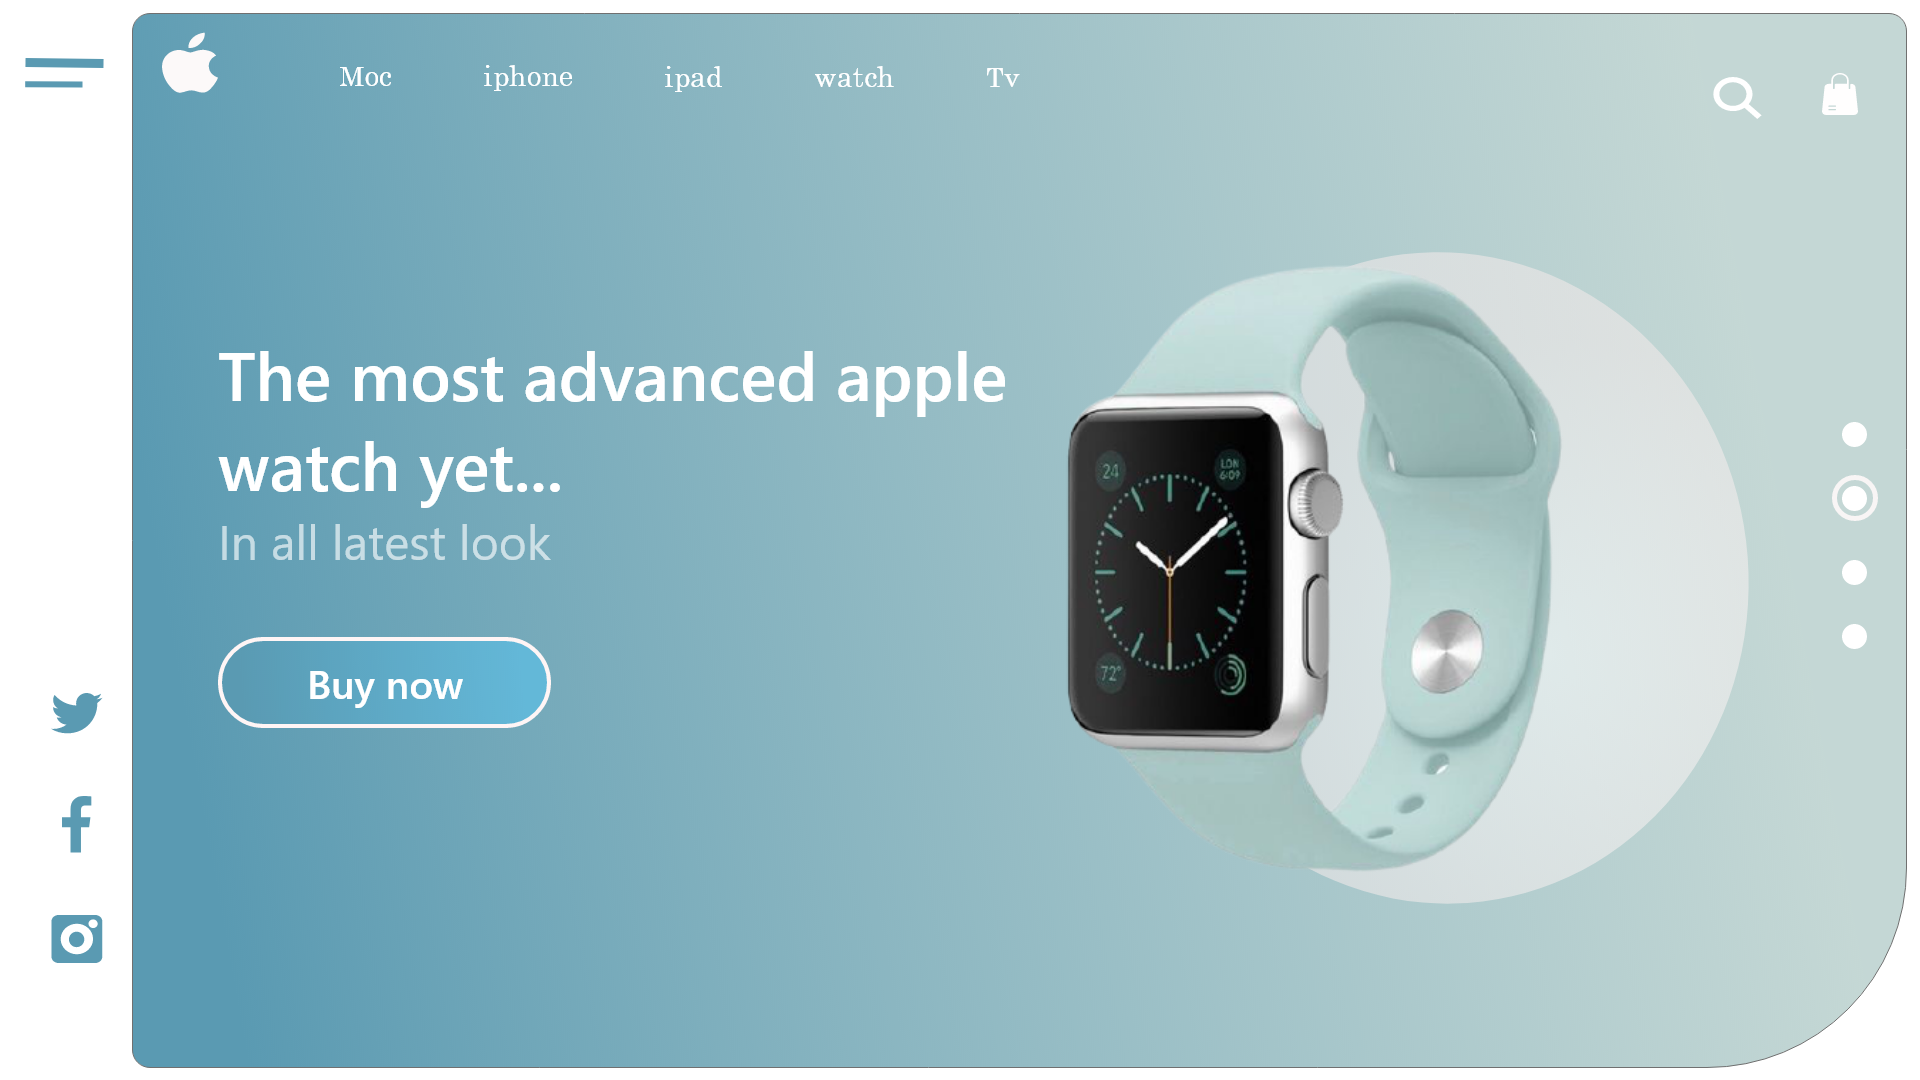 Moc iphone ipad watch Tv
The most advanced apple
watch yet...
In all latest look
Buy now
24
LON
6:09
72°